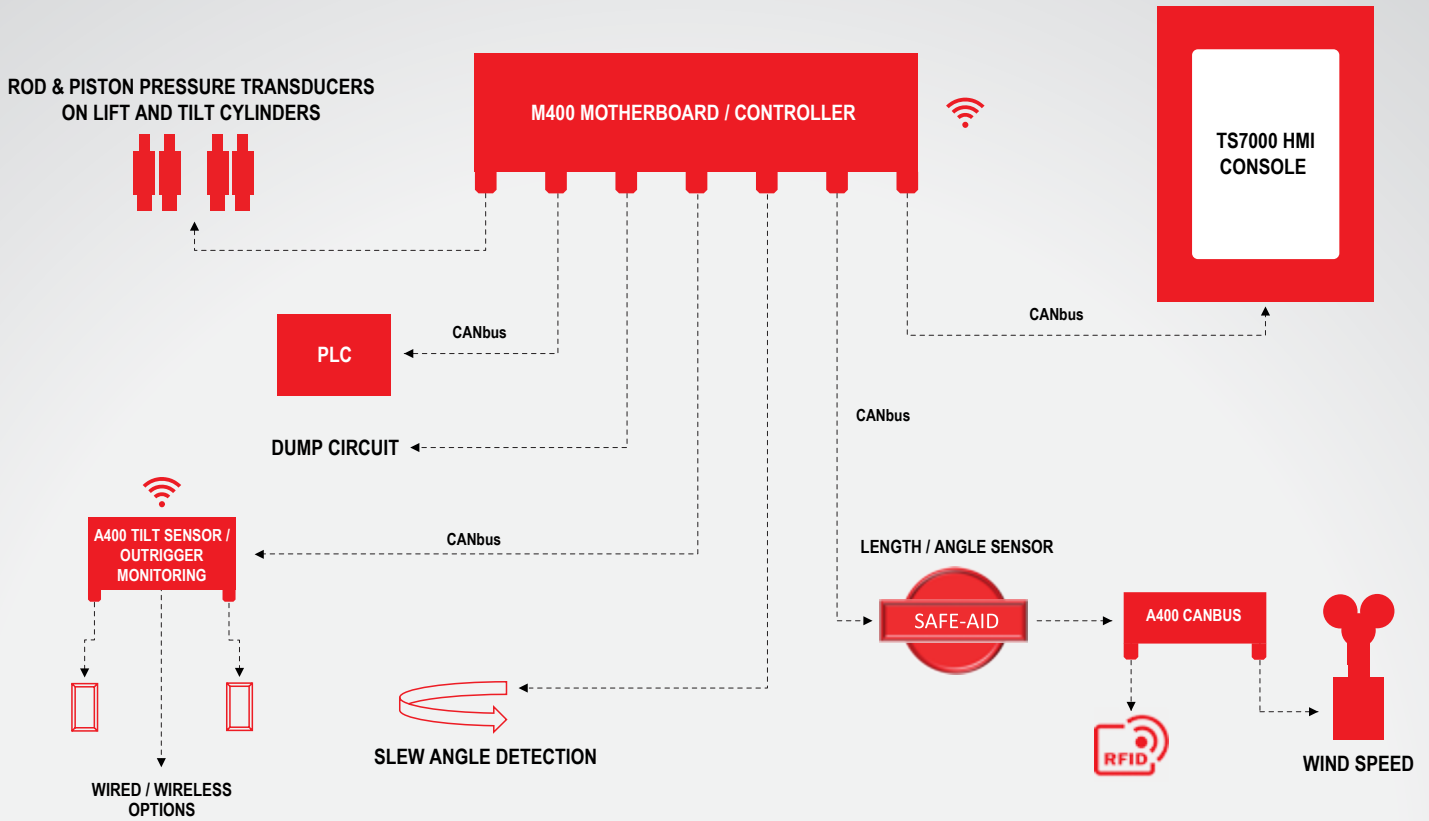 ROD & PISTON PRESSURE TRANSDUCERS
ON LIFT AND TILT CYLINDERS
M400 MOTHERBOARD / CONTROLLER
TS7000 HMI
CONSOLE
CANbus
CANbus
PLC
CANbus
DUMP CIRCUIT
A400 TILT SENSOR /
OUTRIGGER
MONITORING
CANbus
LENGTH / ANGLE SENSOR
SAFE-AID
A400 CANBUS
SLEW ANGLE DETECTION
RFID
WIND SPEED
WIRED / WIRELESS
OPTIONS